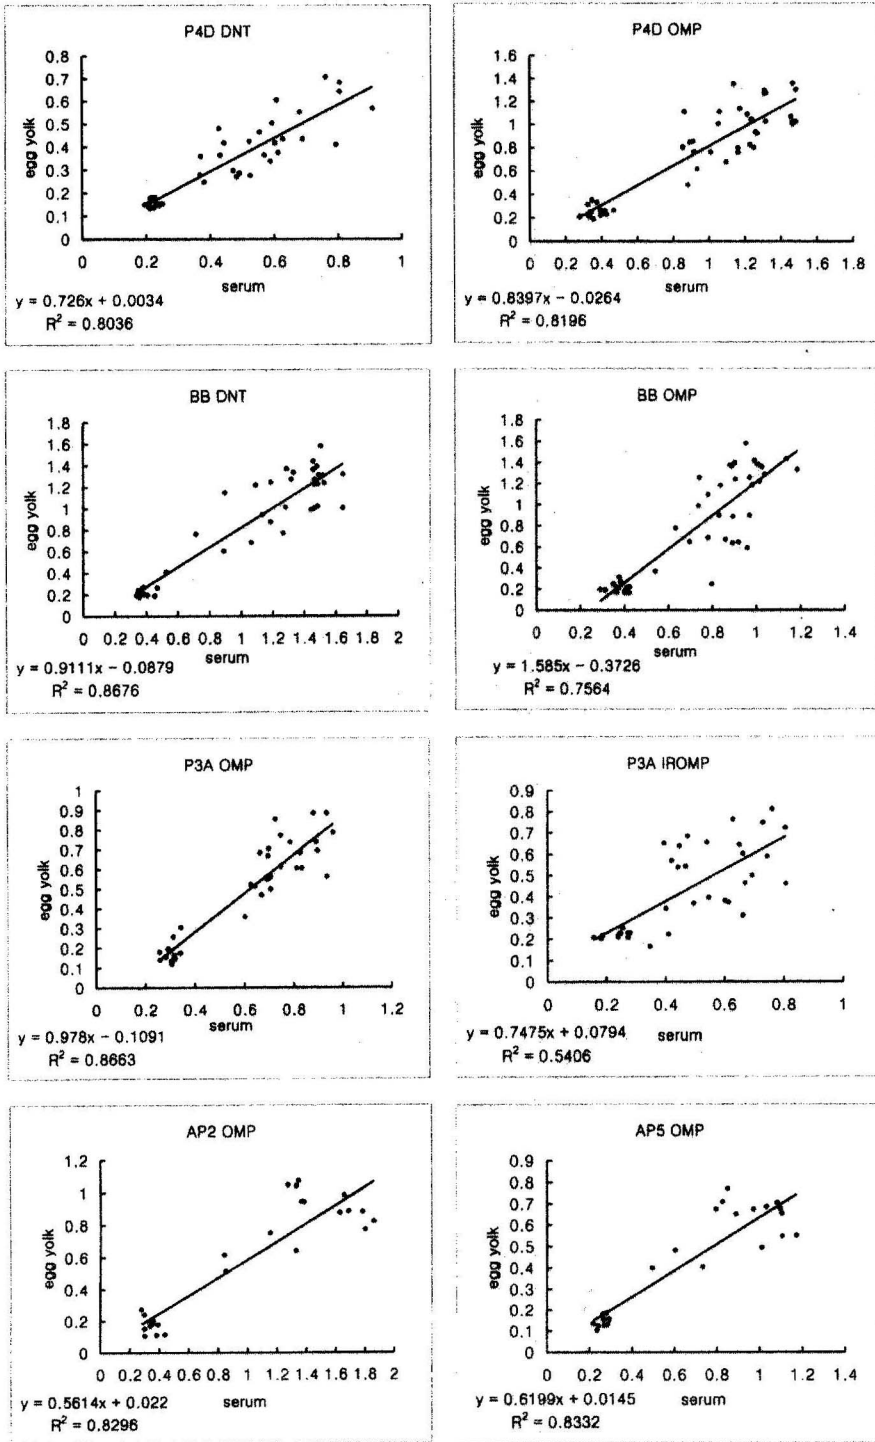 P4D DNT
0.8
0.7
0.6
0.5
0.4
0.3
0.2
0.1
0
egg yolk
0 0.2 0.4 0.6 0.8 1
serum
y = 0.726x + 0.0034
R² = 0.8036
P4D OMP
1.6
1.4
1.2
1
0.8
0.6
0.4
0.2
0
egg yolk
0 0.2 0.4 0.6 0.8 1 1.2 1.4 1.6 1.8
serum
y = 0.8397x − 0.0264
R² = 0.8196
BB DNT
1.8
1.6
1.4
1.2
1
0.8
0.6
0.4
0.2
0
egg yolk
0 0.2 0.4 0.6 0.8 1 1.2 1.4 1.6 1.8 2
serum
y = 0.9111x − 0.0879
R² = 0.8676
BB OMP
1.8
1.6
1.4
1.2
1
0.8
0.6
0.4
0.2
0
egg yolk
0 0.2 0.4 0.6 0.8 1 1.2 1.4
serum
y = 1.585x − 0.3726
R² = 0.7564
P3A OMP
1
0.9
0.8
0.7
0.6
0.5
0.4
0.3
0.2
0.1
0
egg yolk
0 0.2 0.4 0.6 0.8 1 1.2
serum
y = 0.978x − 0.1091
R² = 0.8663
P3A IROMP
0.9
0.8
0.7
0.6
0.5
0.4
0.3
0.2
0.1
0
egg yolk
0 0.2 0.4 0.6 0.8 1
serum
y = 0.7475x + 0.0794
R² = 0.5406
AP2 OMP
1.2
1
0.8
0.6
0.4
0.2
0
egg yolk
0 0.2 0.4 0.6 0.8 1 1.2 1.4 1.6 1.8 2
serum
y = 0.5614x + 0.022
R² = 0.8296
AP5 OMP
0.9
0.8
0.7
0.6
0.5
0.4
0.3
0.2
0.1
0
egg yolk
0 0.2 0.4 0.6 0.8 1 1.2 1.4
serum
y = 0.6199x + 0.0145
R² = 0.8332